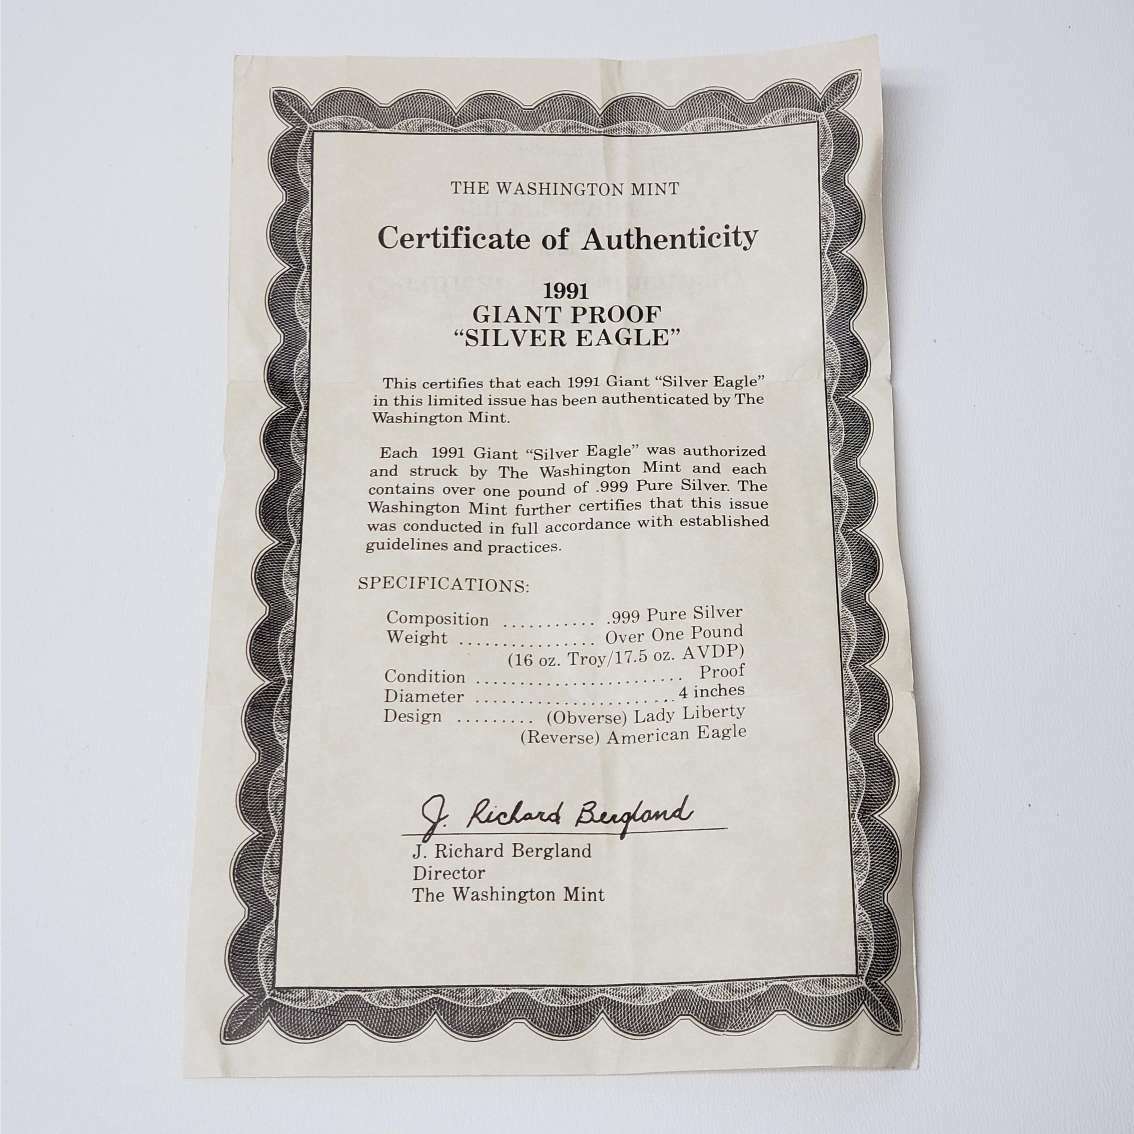 THE WASHINGTON MINT
Certificate of Authenticity
1991
GIANT PROOF
“SILVER EAGLE”
This certifies that each 1991 Giant “Silver Eagle”
in this limited issue has been authenticated by The
Washington Mint.
Each 1991 Giant “Silver Eagle” was authorized
and struck by The Washington Mint and each
contains over one pound of .999 Pure Silver. The
Washington Mint further certifies that this issue
was conducted in full accordance with established
guidelines and practices.
SPECIFICATIONS:
Composition ........... .999 Pure Silver
Weight ................ Over One Pound
(16 oz. Troy/17.5 oz. AVDP)
Condition ........................ Proof
Diameter ....................... 4 inches
Design ......... (Obverse) Lady Liberty
(Reverse) American Eagle
J. Richard Bergland
J. Richard Bergland
Director
The Washington Mint